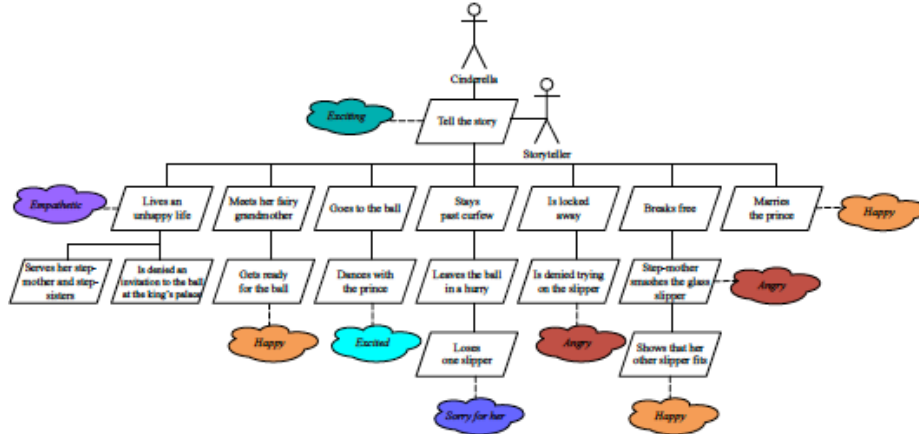 Cinderella
Exciting
Tell the story
Storyteller
Empathetic
Lives an
unhappy life
Meets her fairy
grandmother
Goes to the ball
Stays
past curfew
Is locked
away
Breaks free
Marries
the prince
Happy
Serves her step-
mother and step-
sisters
Is denied an
invitation to the ball
at the king's palace
Gets ready
for the ball
Dances with
the prince
Leaves the ball
in a hurry
Is denied trying
on the slipper
Step-mother
smashes the glass
slipper
Angry
Happy
Excited
Loses
one slipper
Angry
Shows that her
other slipper fits
Sorry for her
Happy